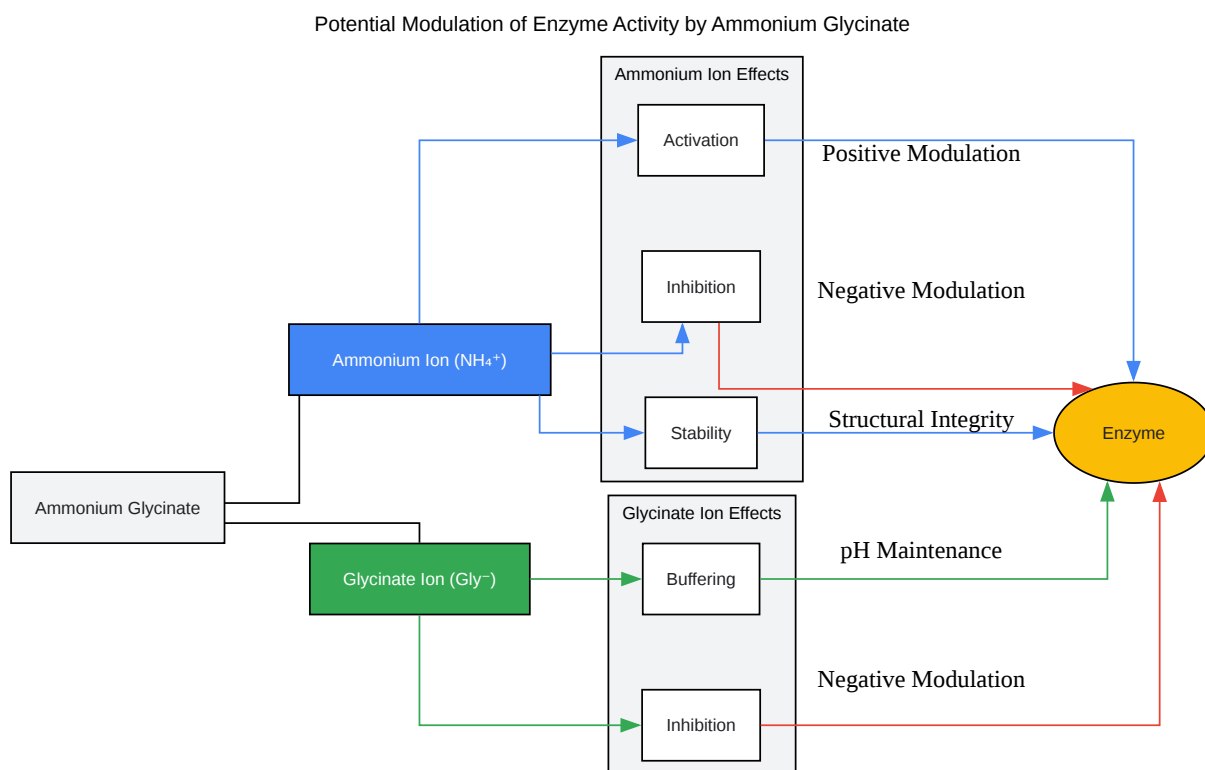 Potential Modulation of Enzyme Activity by Ammonium Glycinate
Ammonium Ion Effects
Activation
Positive Modulation
Inhibition
Negative Modulation
Ammonium Ion (NH₄⁺)
Stability
Structural Integrity
Enzyme
Ammonium Glycinate
Glycinate Ion Effects
Glycinate Ion (Gly⁻)
Buffering
pH Maintenance
Inhibition
Negative Modulation